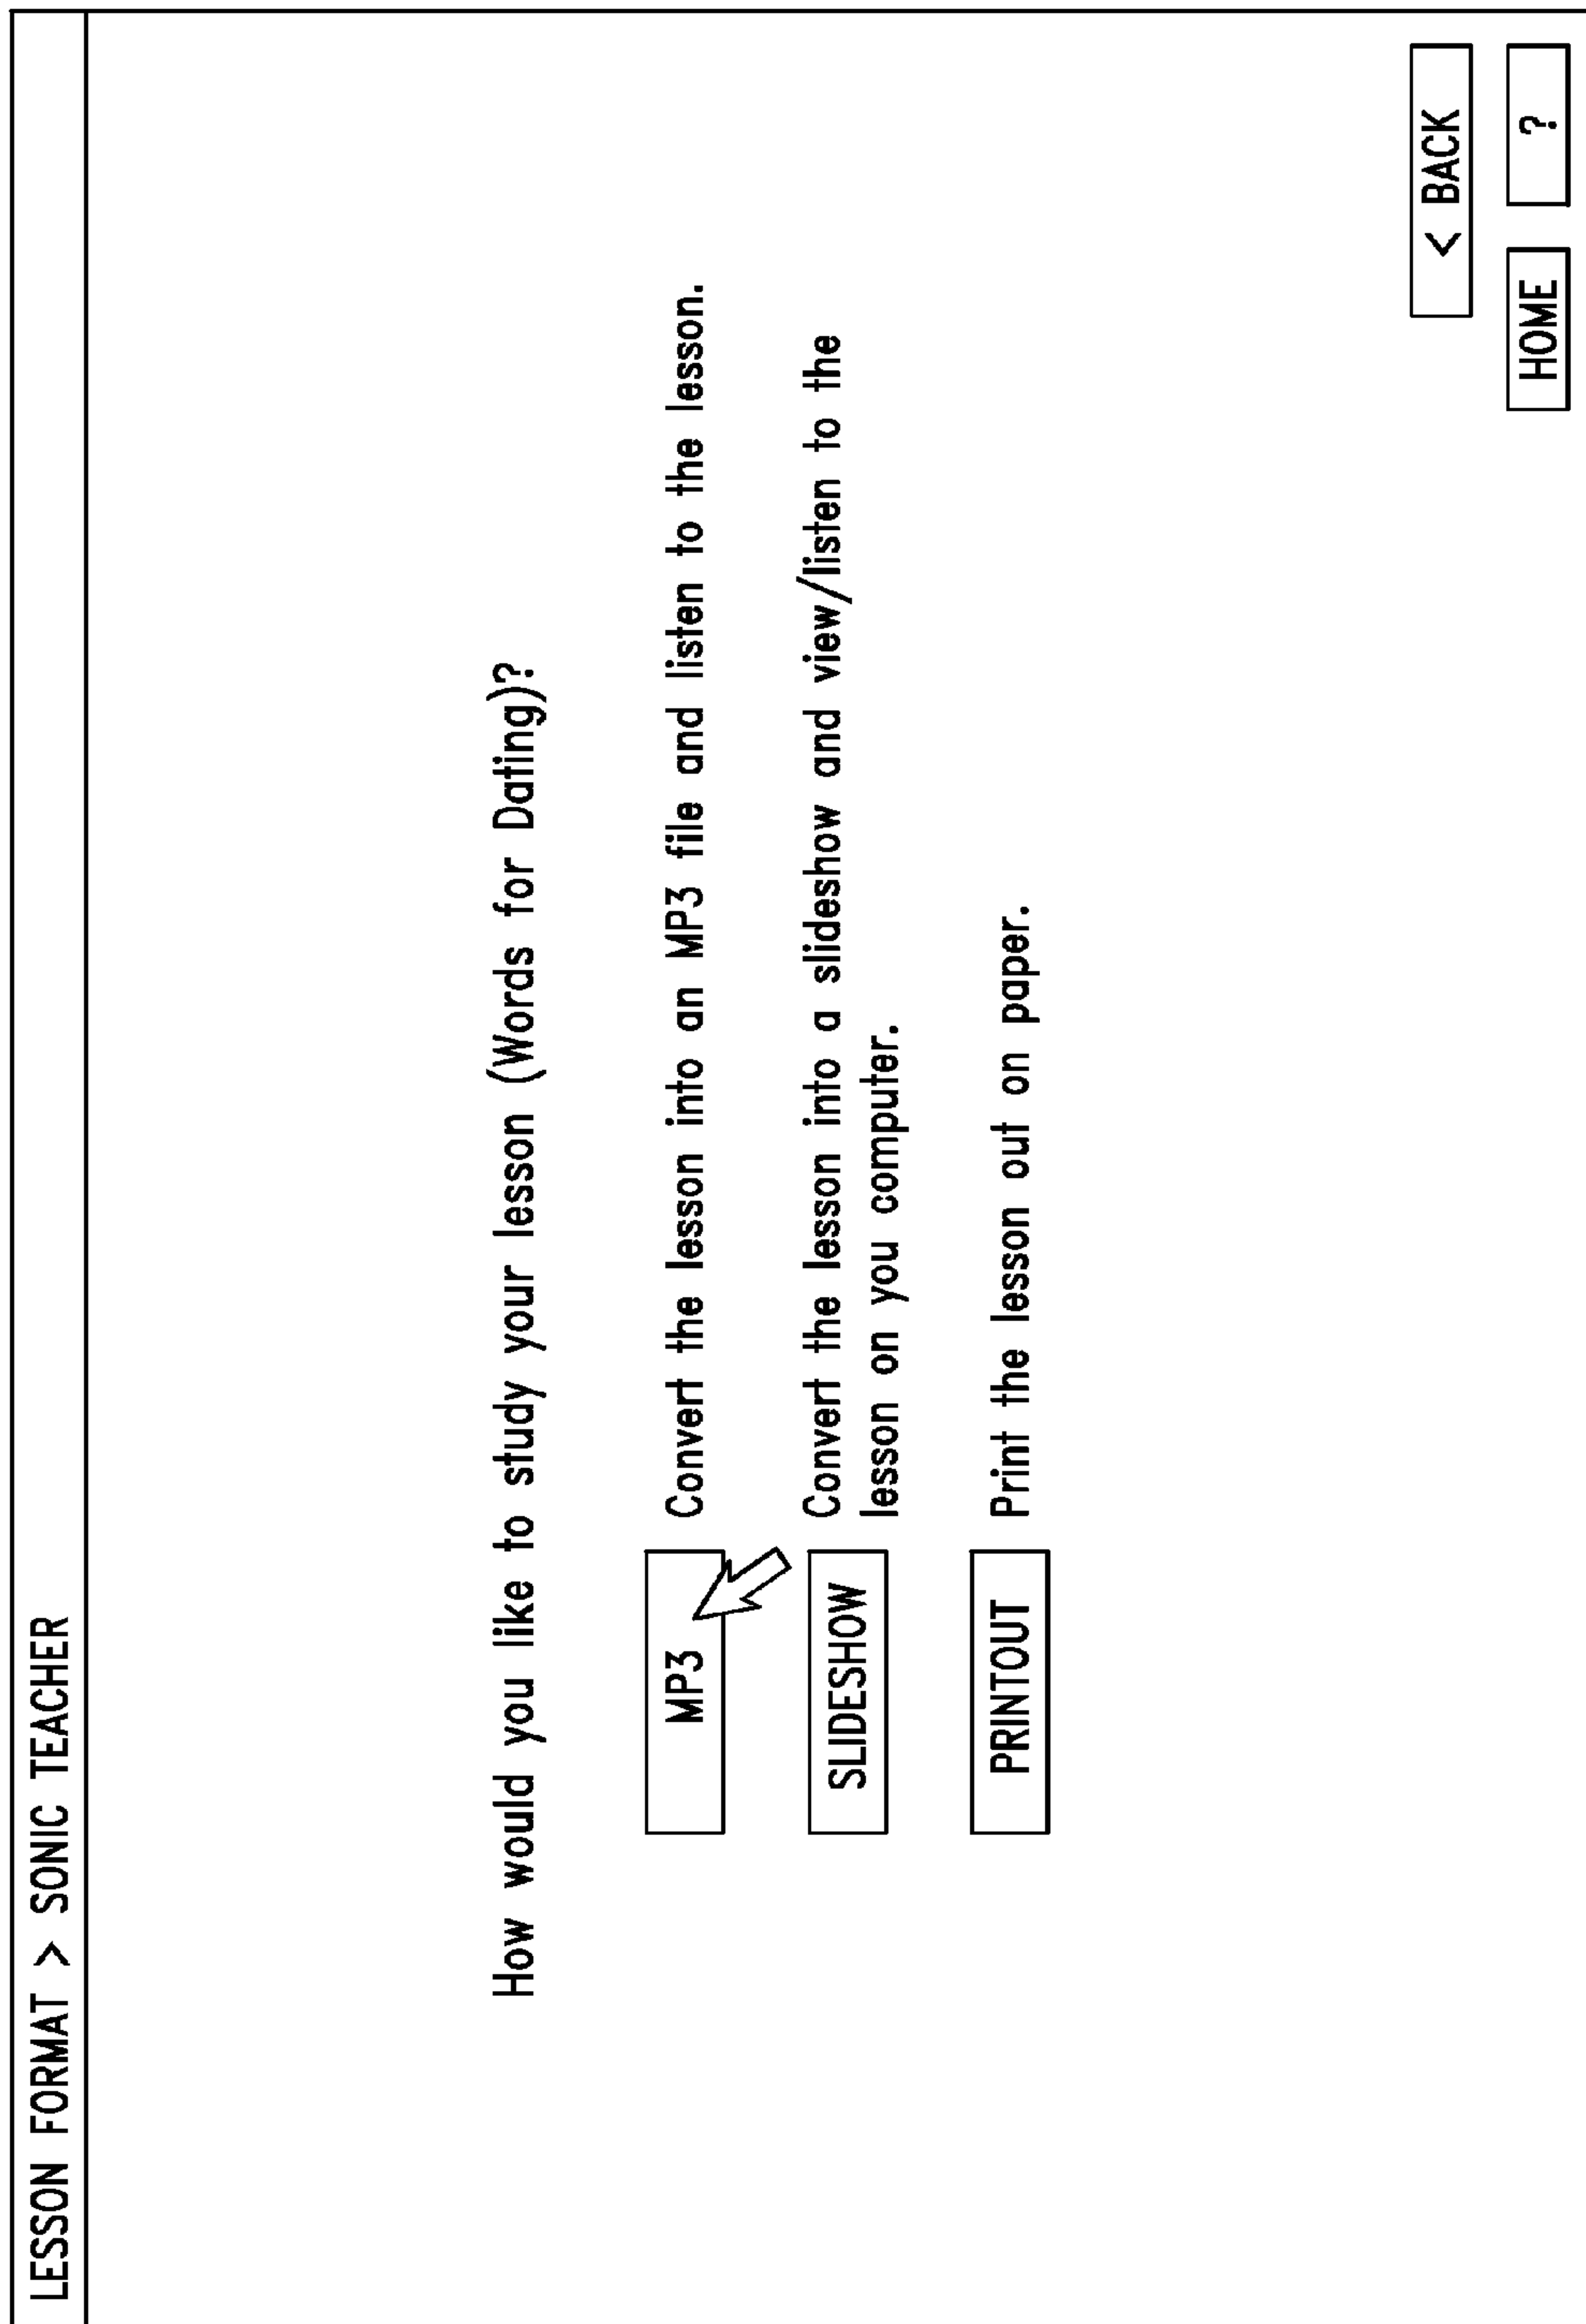 LESSON FORMAT > SONIC TEACHER
How would you like to study your lesson (Words for Dating)?
MP3 Convert the lesson into an MP3 file and listen to the lesson.
SLIDESHOW Convert the lesson into a slideshow and view/listen to the
lesson on you computer.
PRINTOUT Print the lesson out on paper.
< BACK
HOME ?